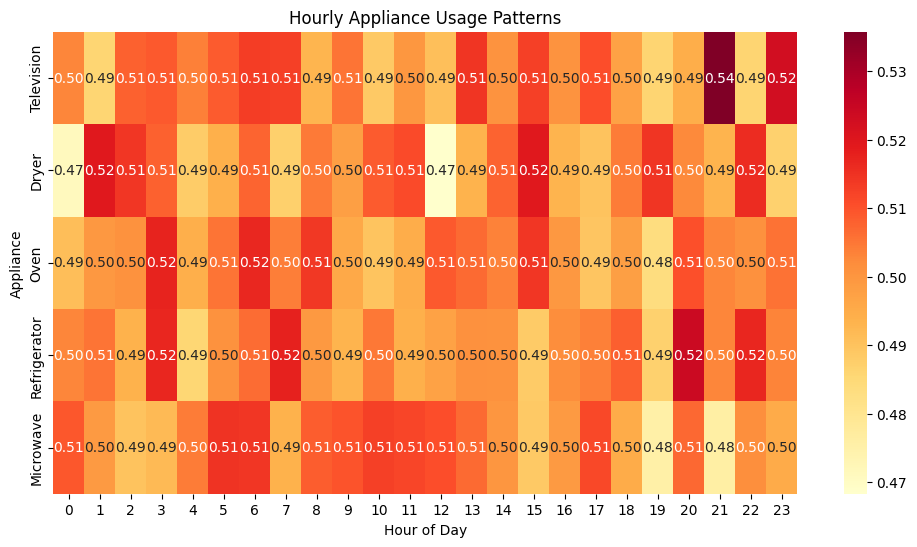 Hourly Appliance Usage Patterns
Television
0.50 0.49 0.51 0.51 0.50 0.51 0.51 0.51 0.49 0.51 0.49 0.50 0.49 0.51 0.50 0.51 0.50 0.51 0.50 0.49 0.49 0.54 0.49 0.52
Dryer
0.47 0.52 0.51 0.51 0.49 0.49 0.51 0.49 0.50 0.50 0.51 0.51 0.47 0.49 0.51 0.52 0.49 0.49 0.50 0.51 0.50 0.49 0.52 0.49
Oven
0.49 0.50 0.50 0.52 0.49 0.51 0.52 0.50 0.51 0.50 0.49 0.49 0.51 0.51 0.50 0.51 0.50 0.49 0.50 0.48 0.51 0.50 0.50 0.51
Refrigerator
0.50 0.51 0.49 0.52 0.49 0.50 0.51 0.52 0.50 0.49 0.50 0.49 0.50 0.50 0.50 0.49 0.50 0.50 0.51 0.49 0.52 0.50 0.52 0.50
Microwave
0.51 0.50 0.49 0.49 0.50 0.51 0.51 0.49 0.51 0.51 0.51 0.51 0.51 0.51 0.50 0.49 0.50 0.51 0.50 0.48 0.51 0.48 0.50 0.50
Appliance
0 1 2 3 4 5 6 7 8 9 10 11 12 13 14 15 16 17 18 19 20 21 22 23
Hour of Day
0.53
0.52
0.51
0.50
0.49
0.48
0.47